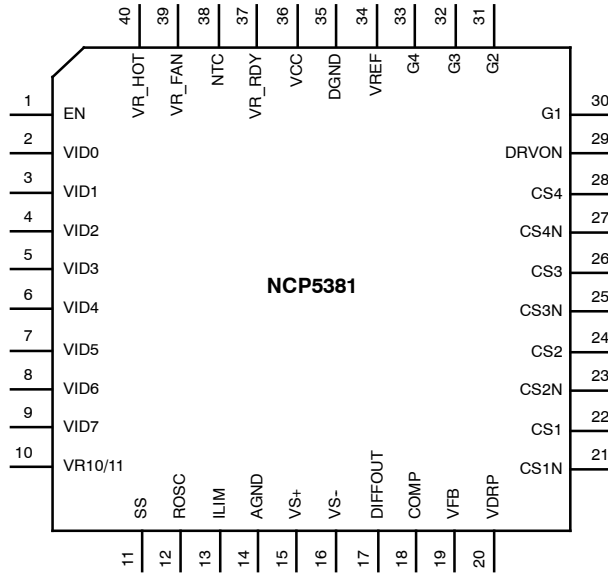 40 39 38 37 36 35 34 33 32 31
VR_HOT VR_FAN NTC VR_RDY VCC DGND VREF G4 G3 G2
1 EN G1 30
2 VID0 DRVON 29
3 VID1 CS4 28
4 VID2 CS4N 27
5 VID3 CS3 26
NCP5381
6 VID4 CS3N 25
7 VID5 CS2 24
8 VID6 CS2N 23
9 VID7 CS1 22
10 VR10/11 CS1N 21
SS ROSC ILIM AGND VS+ VS- DIFFOUT COMP VFB VDRP
11 12 13 14 15 16 17 18 19 20